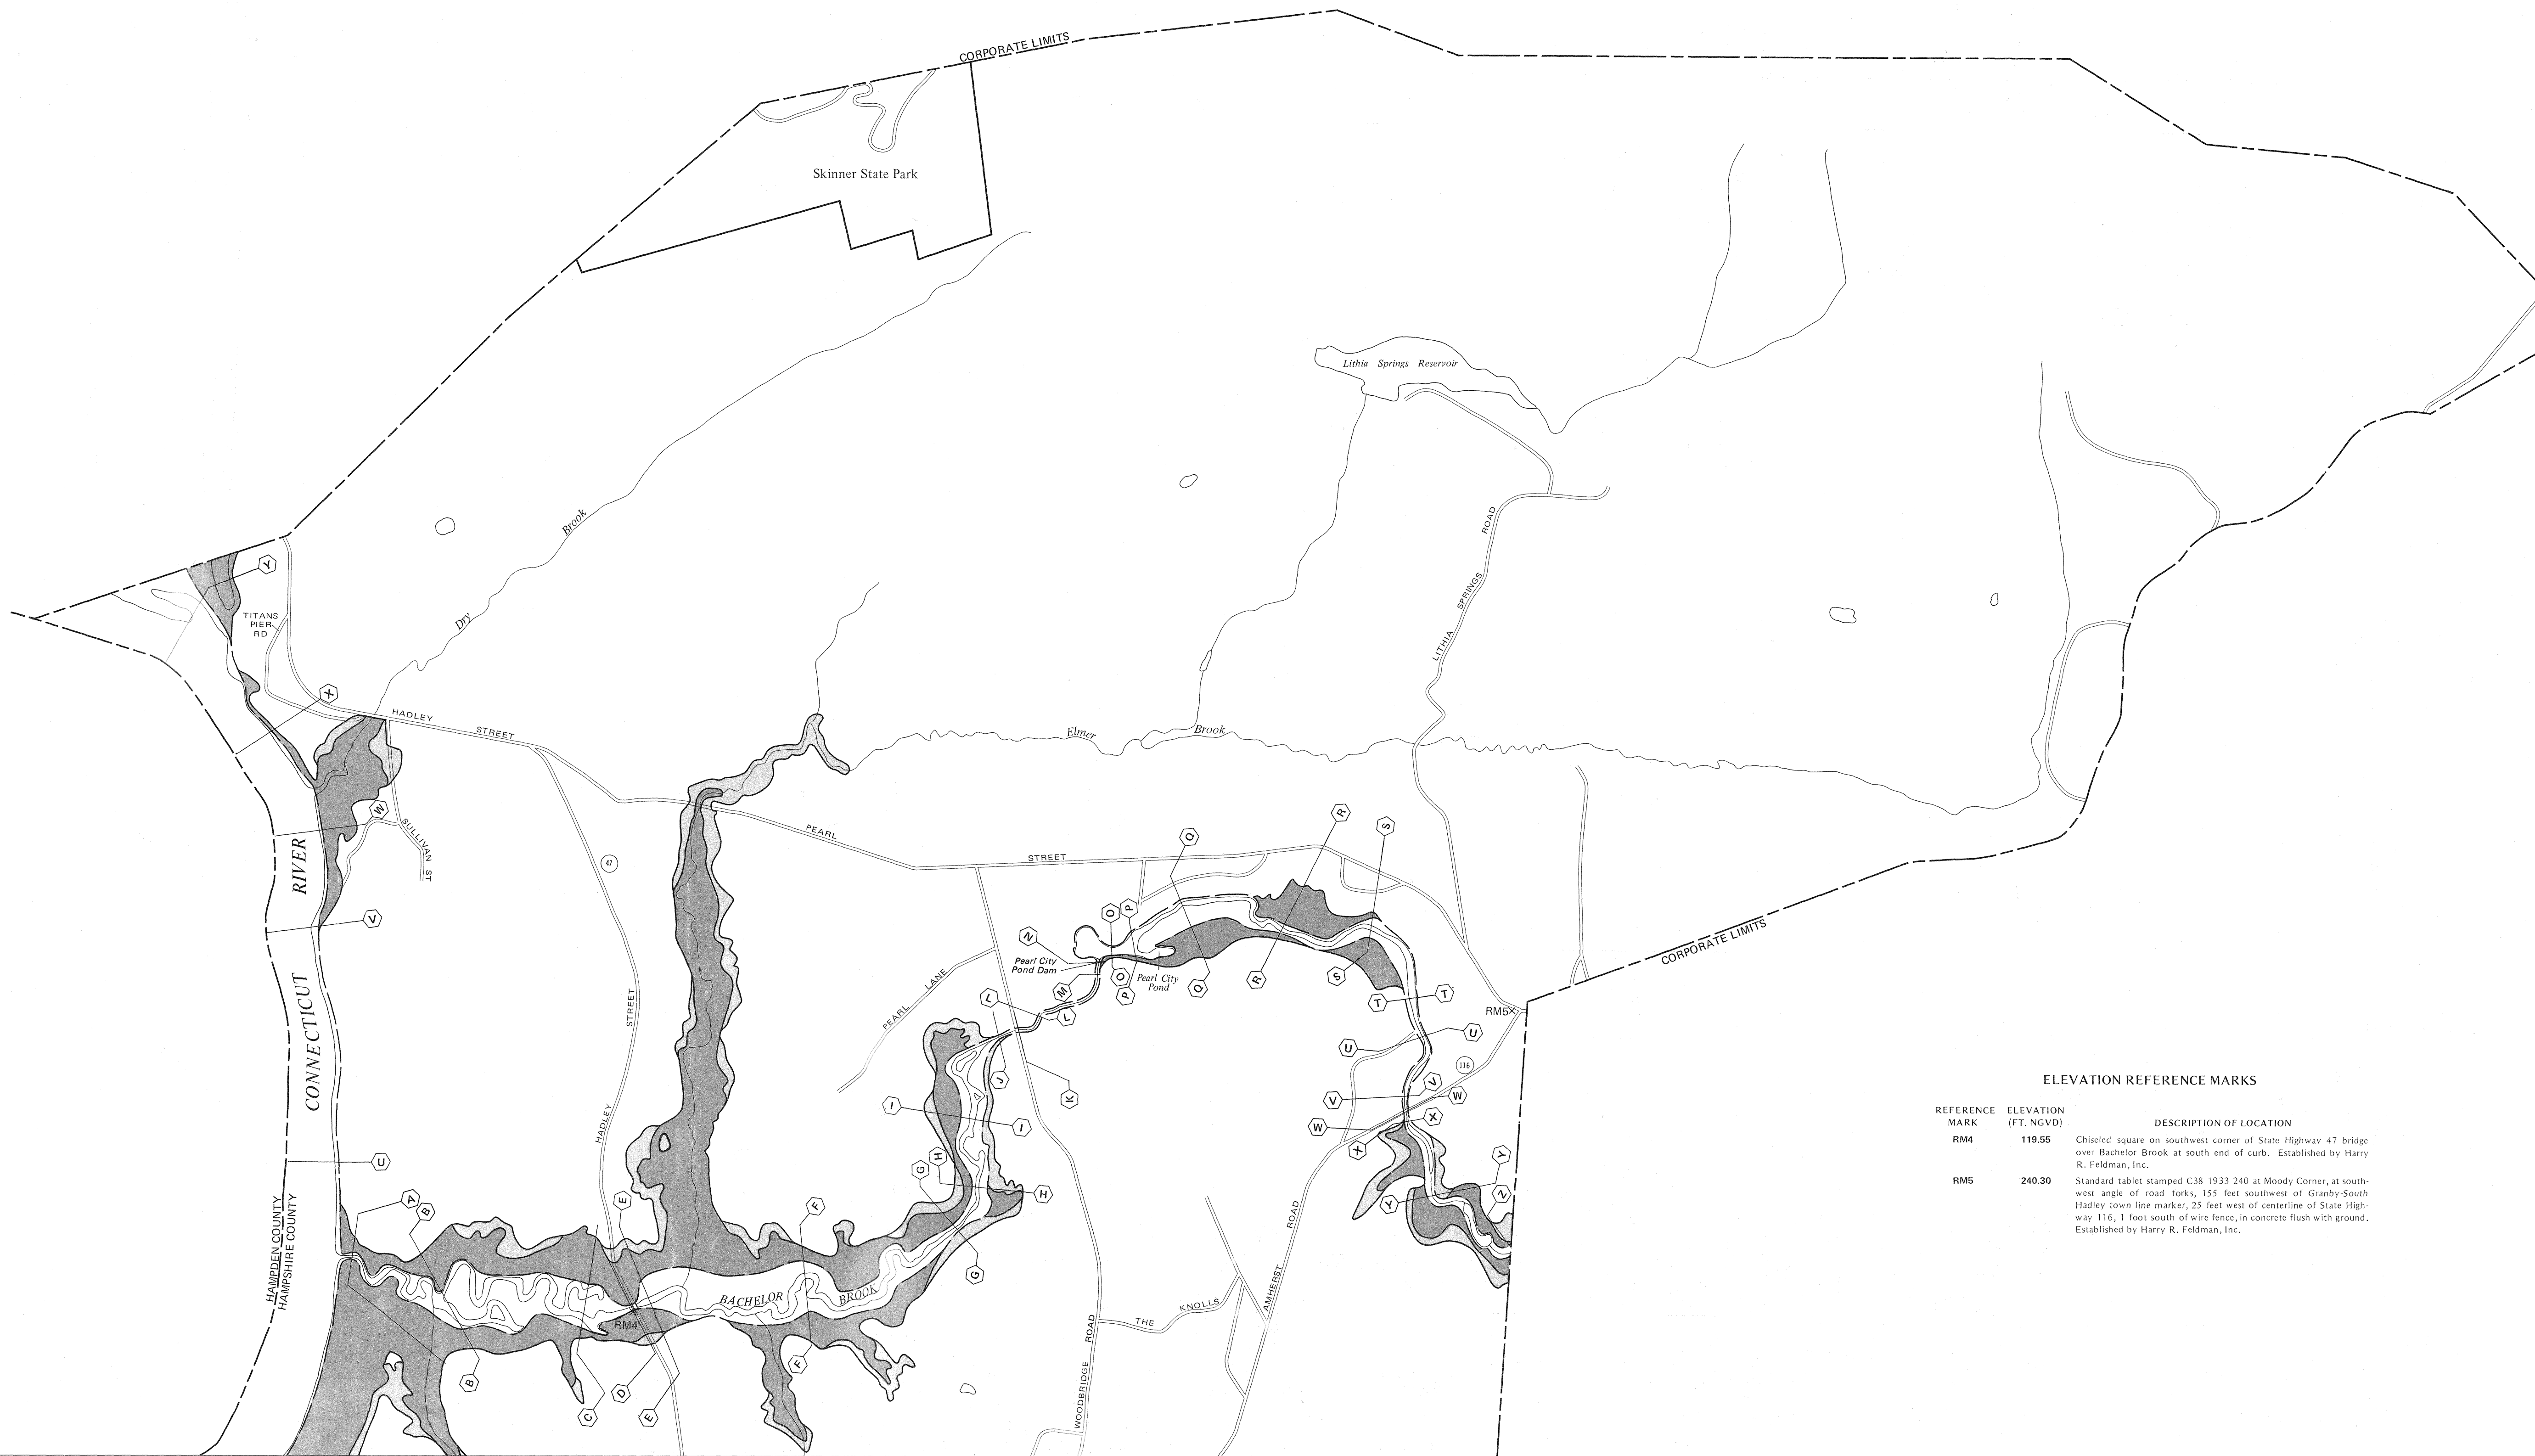 CORPORATE LIMITS
Skinner State Park
Lithia Springs Reservoir
Brook
Dry
ROAD
SPRINGS
LITHIA
Y
TITANS
PIER
RD
X
HADLEY
STREET
Elmer
Brook
W
SULLIVAN ST
47
PEARL
STREET
RIVER
CONNECTICUT
V
U
Q
R
S
O
P
N
Pearl City
Pond Dam
M
O
P
Pearl City
Pond
Q
R
S
T
T
CORPORATE LIMITS
PEARL LANE
L
L
RM5
U
U
116
J
K
I
I
V
V
W
W
X
X
STREET
HADLEY
G
H
H
G
Y
Y
Z
HAMPDEN COUNTY
HAMPSHIRE COUNTY
A
B
E
F
BACHELOR
BROOK
RM4
B
C
D
E
F
THE
KNOLLS
AMHERST ROAD
WOODBRIDGE ROAD
ELEVATION REFERENCE MARKS
REFERENCE ELEVATION
MARK (FT. NGVD) DESCRIPTION OF LOCATION
RM4 119.55 Chiseled square on southwest corner of State Highway 47 bridge
over Bachelor Brook at south end of curb. Established by Harry
R. Feldman, Inc.
RM5 240.30 Standard tablet stamped C38 1933 240 at Moody Corner, at south-
west angle of road forks, 155 feet southwest of Granby-South
Hadley town line marker, 25 feet west of centerline of State High-
way 116, 1 foot south of wire fence, in concrete flush with ground.
Established by Harry R. Feldman, Inc.